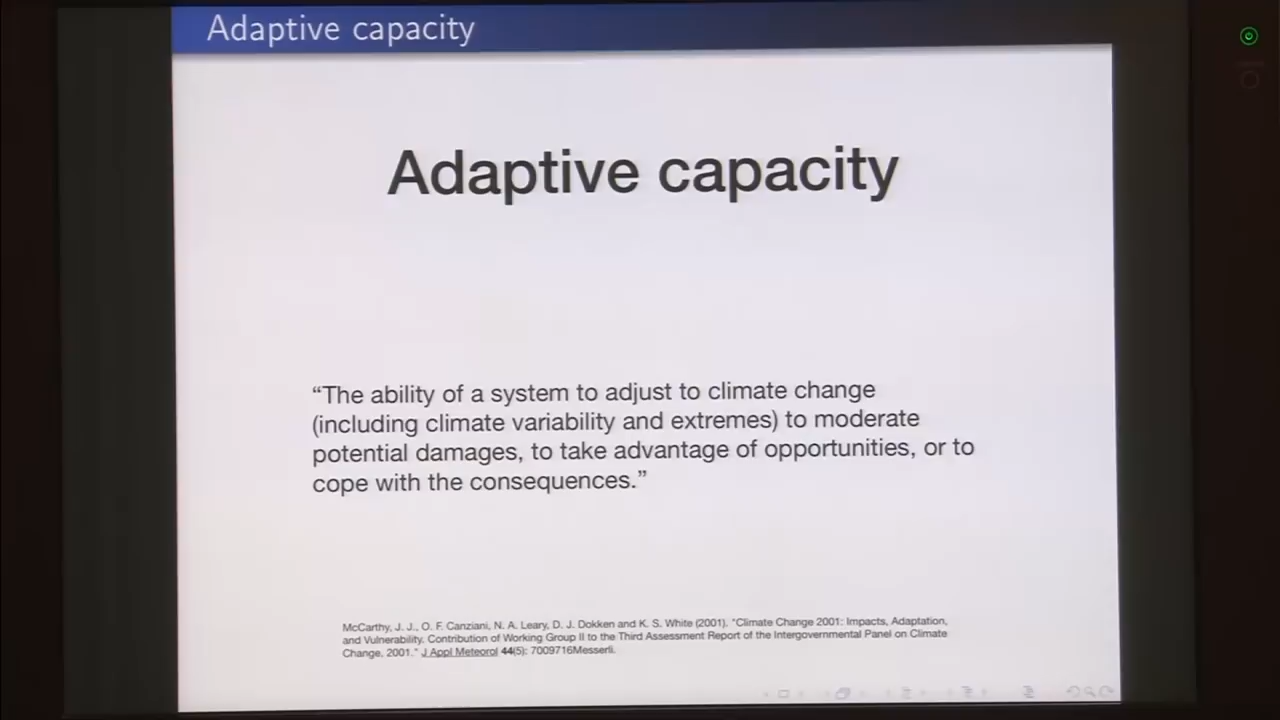 Adaptive capacity
Adaptive capacity
“The ability of a system to adjust to climate change
(including climate variability and extremes) to moderate
potential damages, to take advantage of opportunities, or to
cope with the consequences.”
McCarthy, J. J., O. F. Canziani, N. A. Leary, D. J. Dokken and K. S. White (2001). "Climate Change 2001: Impacts, Adaptation,
and Vulnerability. Contribution of Working Group II to the Third Assessment Report of the Intergovernmental Panel on Climate
Change, 2001." J Appl Meteorol 44(5): 7009716Messerli.